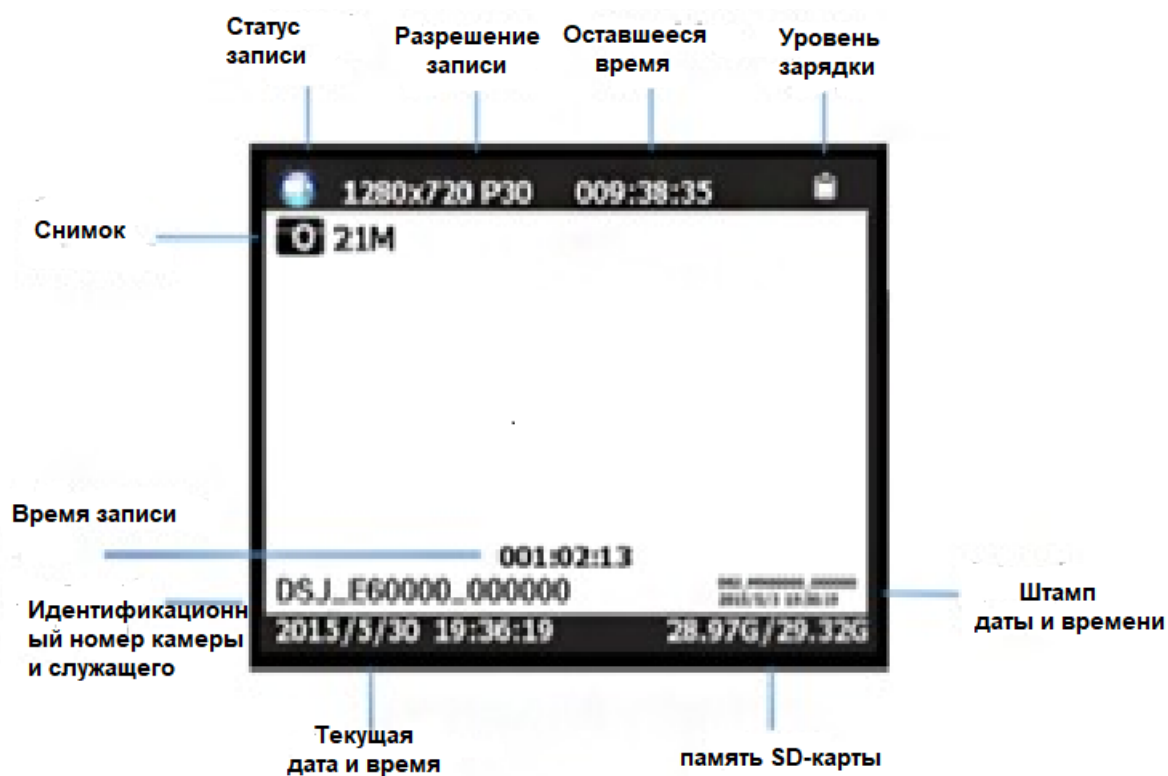 Статус
записи
Разрешение
записи
Оставшееся
время
Уровень
зарядки
1280x720 P30 009:38:35
Снимок
21M
Время записи
001:02:13
DSJ_E60000_000000
Идентификационн
ый номер камеры
и служащего
Штамп
даты и времени
2015/5/30 19:36:19 28.97G/29.32G
Текущая
дата и время
память SD-карты